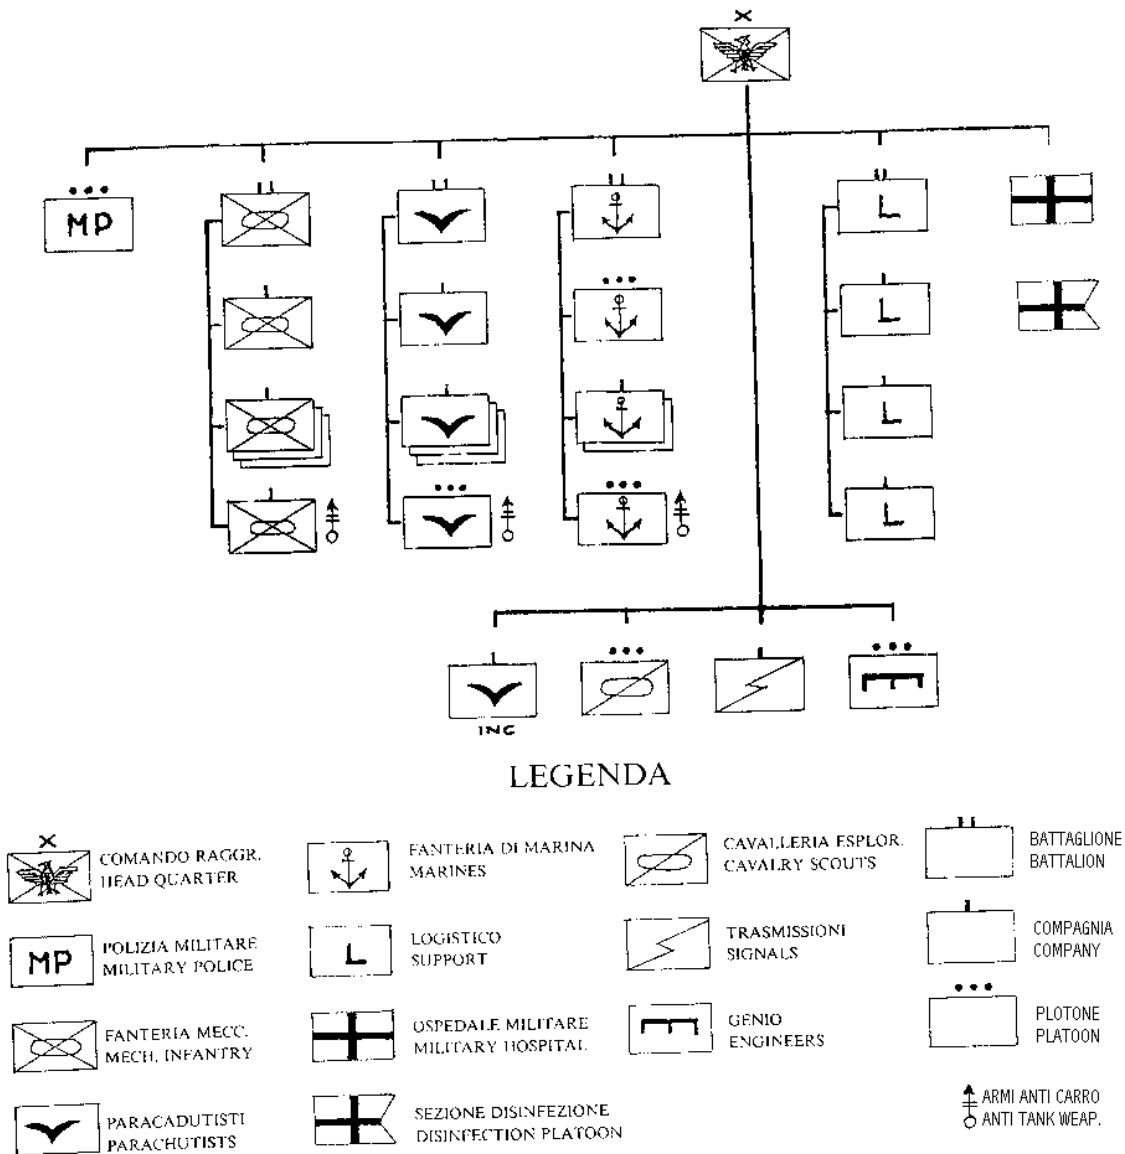 MP
L
L
L
L
ING
LEGENDA
COMANDO RAGGR.
HEAD QUARTER
FANTERIA DI MARINA
MARINES
CAVALLERIA ESPLOR.
CAVALRY SCOUTS
BATTAGLIONE
BATTALION
MP
POLIZIA MILITARE
MILITARY POLICE
L
LOGISTICO
SUPPORT
TRASMISSIONI
SIGNALS
COMPAGNIA
COMPANY
FANTERIA MECC.
MECH. INFANTRY
OSPEDALE MILITARE
MILITARY HOSPITAL
GENIO
ENGINEERS
PLOTONE
PLATOON
PARACADUTISTI
PARACHUTISTS
SEZIONE DISINFEZIONE
DISINFECTION PLATOON
ARMI ANTI CARRO
ANTI TANK WEAP.